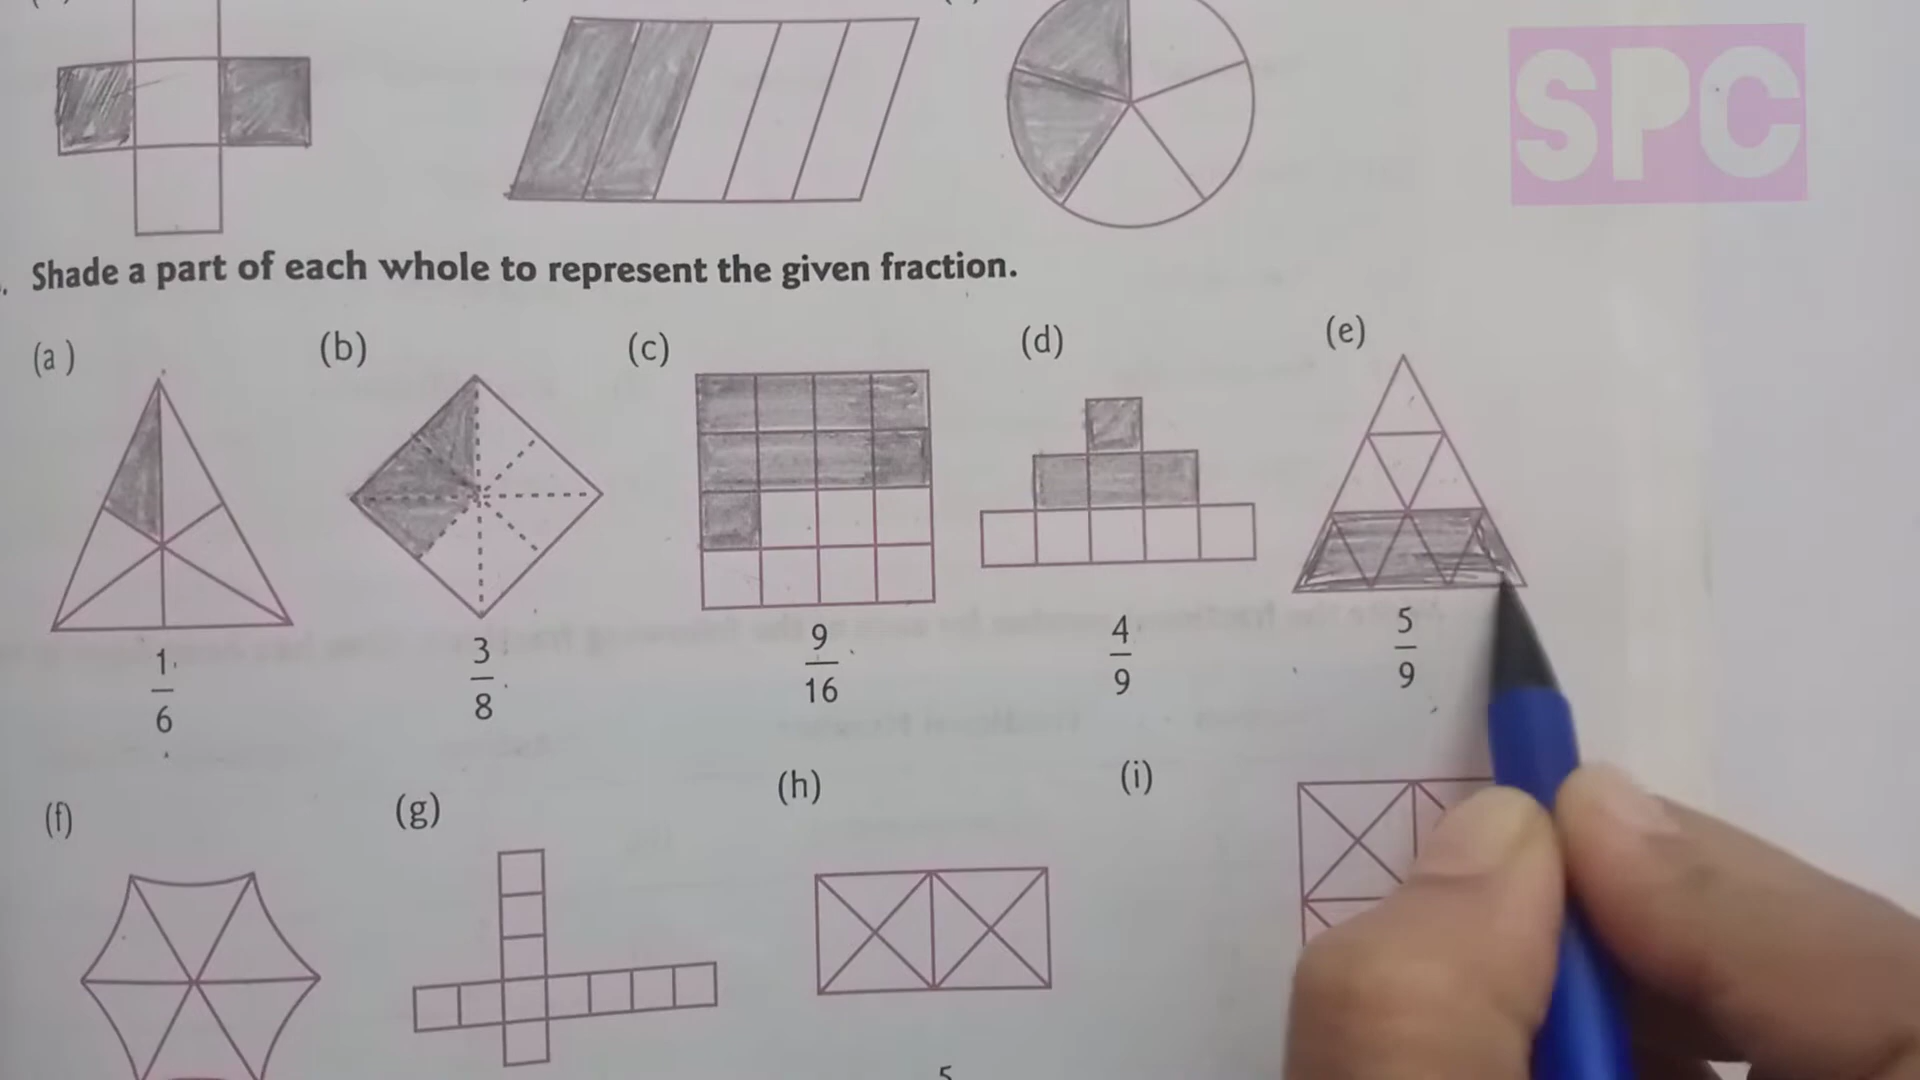 SPC
Shade a part of each whole to represent the given fraction.
(a) (b) (c) (d) (e)
1/6 3/8 9/16 4/9 5/9
(f) (g) (h) (i)
5